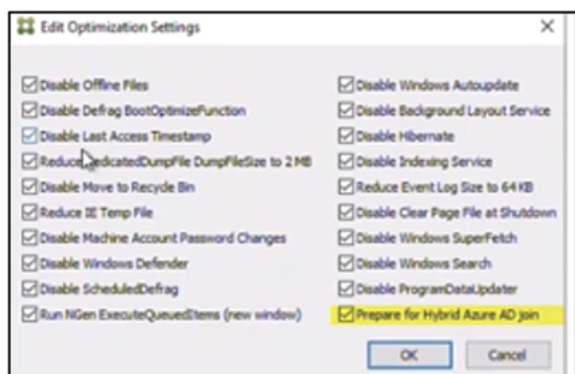 Edit Optimization Settings
Disable Offline Files
Disable Defrag BootOptimizeFunction
Disable Last Access Timestamp
Reduce DedicatedDumpFile DumpFileSize to 2 MB
Disable Move to Recycle Bin
Reduce IE Temp File
Disable Machine Account Password Changes
Disable Windows Defender
Disable ScheduledDefrag
Run NGen ExecuteQueuedItems (new window)
Disable Windows Autoupdate
Disable Background Layout Service
Disable Hibernate
Disable Indexing Service
Reduce Event Log Size to 64 KB
Disable Clear Page File at Shutdown
Disable Windows SuperFetch
Disable Windows Search
Disable ProgramDataUpdater
Prepare for Hybrid Azure AD join
OK
Cancel